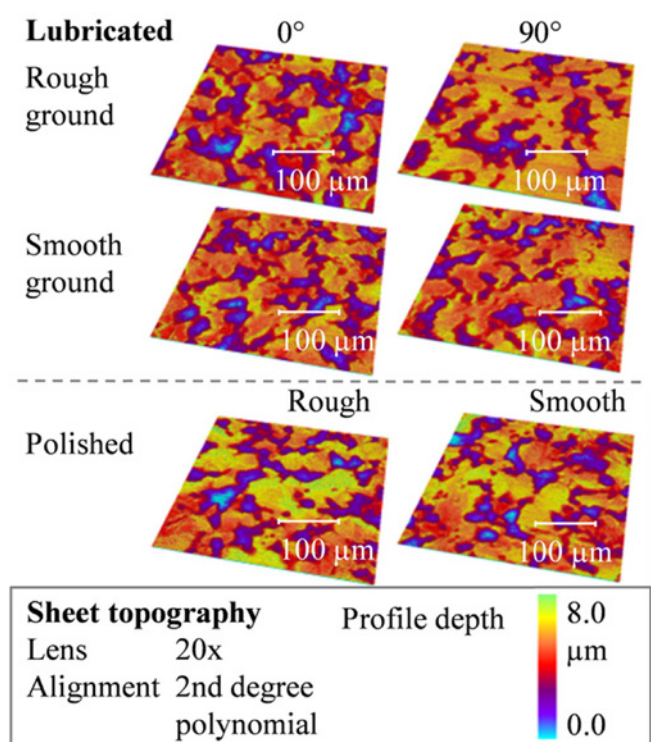 Lubricated 0° 90°
Rough
ground
100 µm 100 µm
Smooth
ground
100 µm 100 µm
Rough Smooth
Polished
100 µm 100 µm
Sheet topography Profile depth 8.0
Lens 20x µm
Alignment 2nd degree 0.0
polynomial